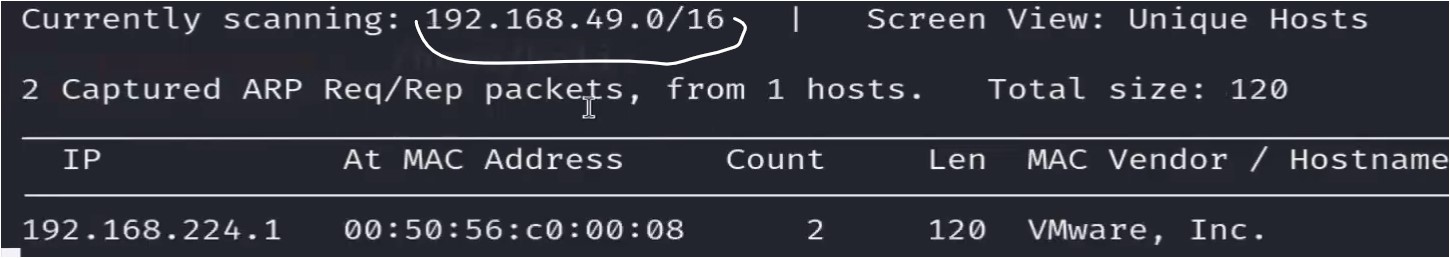 Currently scanning: 192.168.49.0/16 | Screen View: Unique Hosts
2 Captured ARP Req/Rep packets, from 1 hosts. Total size: 120
IP At MAC Address Count Len MAC Vendor / Hostname
192.168.224.1 00:50:56:c0:00:08 2 120 VMware, Inc.